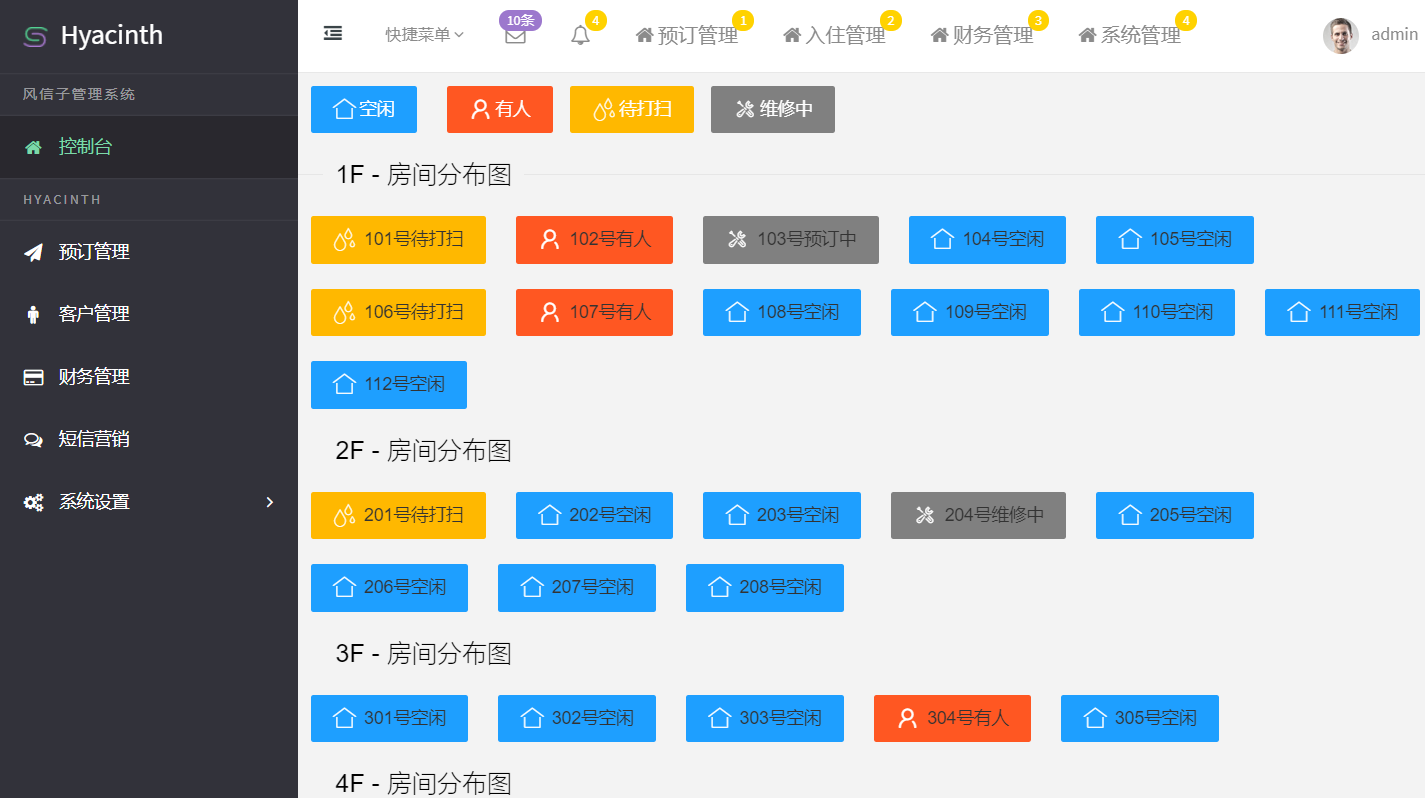 Hyacinth
风信子管理系统
控制台
HYACINTH
预订管理
客户管理
财务管理
短信营销
系统设置
快捷菜单 10条 4 预订管理 1 入住管理 2 财务管理 3 系统管理 4 admin
空闲 有人 待打扫 维修中
1F - 房间分布图
101号待打扫 102号有人 103号预订中 104号空闲 105号空闲
106号待打扫 107号有人 108号空闲 109号空闲 110号空闲 111号空闲
112号空闲
2F - 房间分布图
201号待打扫 202号空闲 203号空闲 204号维修中 205号空闲
206号空闲 207号空闲 208号空闲
3F - 房间分布图
301号空闲 302号空闲 303号空闲 304号有人 305号空闲
4F - 房间分布图